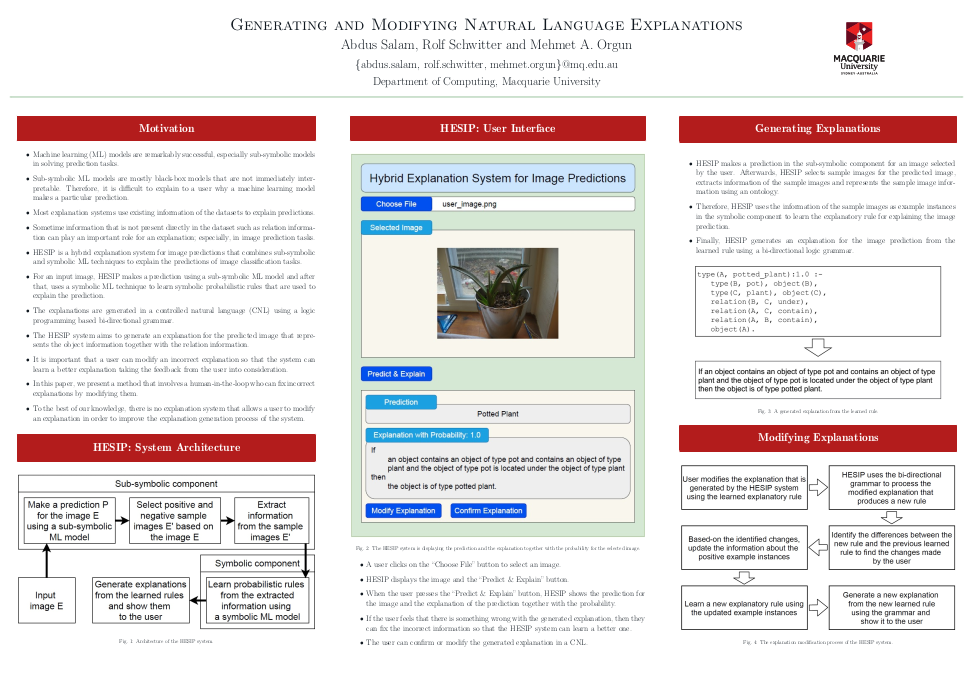 Generating and Modifying Natural Language Explanations
Abdus Salam, Rolf Schwitter and Mehmet A. Orgun
{abdus.salam, rolf.schwitter, mehmet.orgun}@mq.edu.au
Department of Computing, Macquarie University
MACQUARIE
University
SYDNEY·AUSTRALIA
Motivation
• Machine learning (ML) models are remarkably successful, especially sub-symbolic models
in solving prediction tasks.
• Sub-symbolic ML models are mostly black-box models that are not immediately inter-
pretable. Therefore, it is difficult to explain to a user why a machine learning model
makes a particular prediction.
• Most explanation systems use existing information of the datasets to explain predictions.
• Sometime information that is not present directly in the dataset such as relation informa-
tion can play an important role for an explanation, especially, in image prediction tasks.
• HESIP is a hybrid explanation system for image predictions that combines sub-symbolic
and symbolic ML techniques to explain the predictions of image classification tasks.
• For an input image, HESIP makes a prediction using a sub-symbolic ML model and after
that, uses a symbolic ML technique to learn symbolic probabilistic rules that are used to
explain the prediction.
• The explanations are generated in a controlled natural language (CNL) using a logic
programming based bi-directional grammar.
• The HESIP system aims to generate an explanation for the predicted image that repre-
sents the object information together with the relation information.
• It is important that a user can modify an incorrect explanation so that the system can
learn a better explanation taking the feedback from the user into consideration.
• In this paper, we present a method that involves a human-in-the-loop who can fix incorrect
explanations by modifying them.
• To the best of our knowledge, there is no explanation system that allows a user to modify
an explanation in order to improve the explanation generation process of the system.
HESIP: System Architecture
Sub-symbolic component
Make a prediction P
for the image E
using a sub-symbolic
ML model
Select positive and
negative sample
images E' based on
the image E
Extract
information
from the sample
images E'
Symbolic component
Input
image E
Generate explanations
from the learned rules
and show them
to the user
Learn probabilistic rules
from the extracted
information using
a symbolic ML model
Fig. 1: Architecture of the HESIP system.
HESIP: User Interface
Hybrid Explanation System for Image Predictions
Choose File
user_image.png
Selected Image
Predict & Explain
Prediction
Potted Plant
Explanation with Probability: 1.0
If
an object contains an object of type pot and contains an object of type
plant and the object of type pot is located under the object of type plant
then
the object is of type potted plant.
Modify Explanation
Confirm Explanation
Fig. 2: The HESIP system is displaying the prediction and the explanation together with the probability for the selected image.
• A user clicks on the “Choose File” button to select an image.
• HESIP displays the image and the “Predict & Explain” button.
• When the user presses the “Predict & Explain” button, HESIP shows the prediction for
the image and the explanation of the prediction together with the probability.
• If the user feels that there is something wrong with the generated explanation, then they
can fix the incorrect information so that the HESIP system can learn a better one.
• The user can confirm or modify the generated explanation in a CNL.
Generating Explanations
• HESIP makes a prediction in the sub-symbolic component for an image selected
by the user. Afterwards, HESIP selects sample images for the predicted image,
extracts information of the sample images and represents the sample image infor-
mation using an ontology.
• Therefore, HESIP uses the information of the sample images as example instances
in the symbolic component to learn the explanatory rule for explaining the image
prediction.
• Finally, HESIP generates an explanation for the image prediction from the
learned rule using a bi-directional logic grammar.
type(A, potted_plant):1.0 :-
type(B, pot), object(B),
type(C, plant), object(C),
relation(B, C, under),
relation(A, C, contain),
relation(A, B, contain),
object(A).
If an object contains an object of type pot and contains an object of type
plant and the object of type pot is located under the object of type plant
then the object is of type potted plant.
Fig. 3: A generated explanation from the learned rule.
Modifying Explanations
User modifies the explanation that is
generated by the HESIP system
using the learned explanatory rule
HESIP uses the bi-directional
grammar to process the
modified explanation that
produces a new rule
Based-on the identified changes,
update the information about the
positive example instances
Identify the differences between the
new rule and the previous learned
rule to find the changes made
by the user
Learn a new explanatory rule using
the updated example instances
Generate a new explanation
from the new learned rule
using the grammar and
show it to the user
Fig. 4: The explanation modification process of the HESIP system.